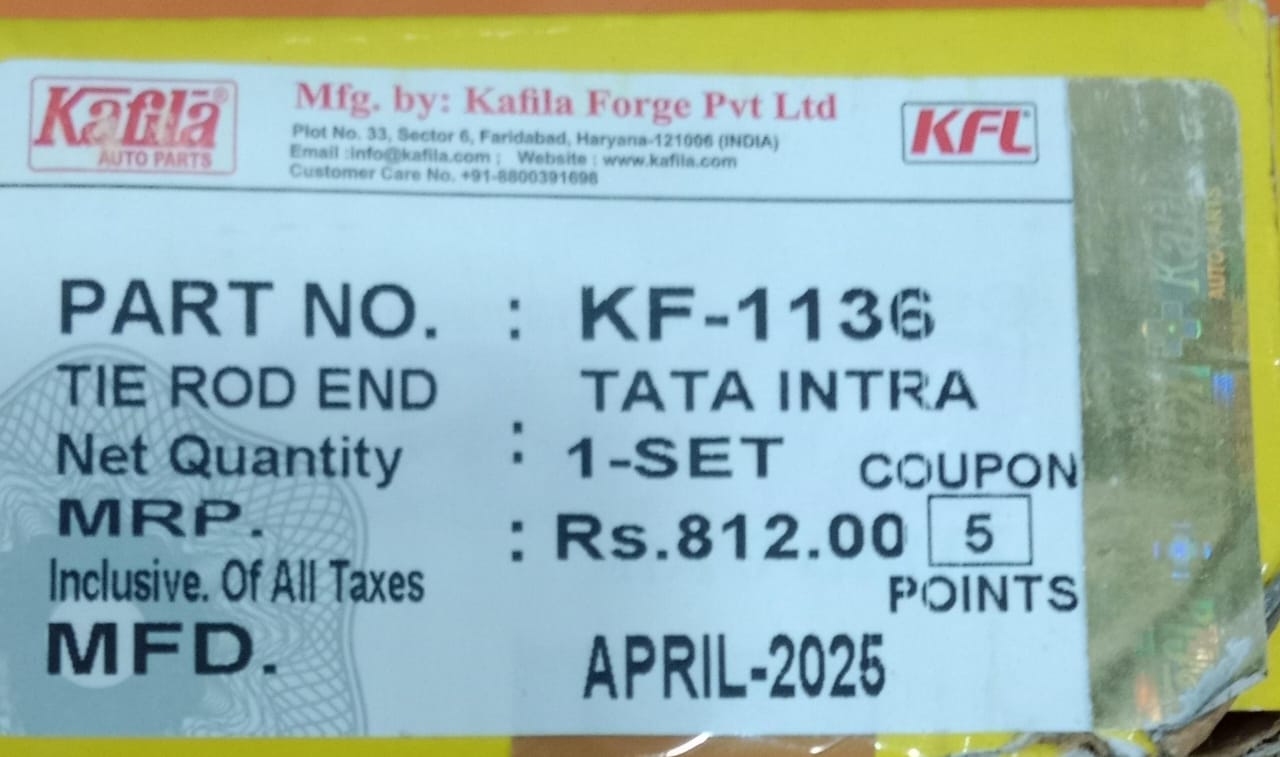 Kafila®
AUTO PARTS
Mfg. by: Kafila Forge Pvt Ltd
Plot No. 33, Sector 6, Faridabad, Haryana-121006 (INDIA)
Email :info@kafila.com ; Website : www.kafila.com
Customer Care No. +91-8800391698
KFL
PART NO. : KF-1136
TIE ROD END TATA INTRA
Net Quantity : 1-SET
COUPON
MRP. : Rs.812.00 5
Inclusive. Of All Taxes POINTS
MFD. APRIL-2025
Kafila
AUTO PARTS